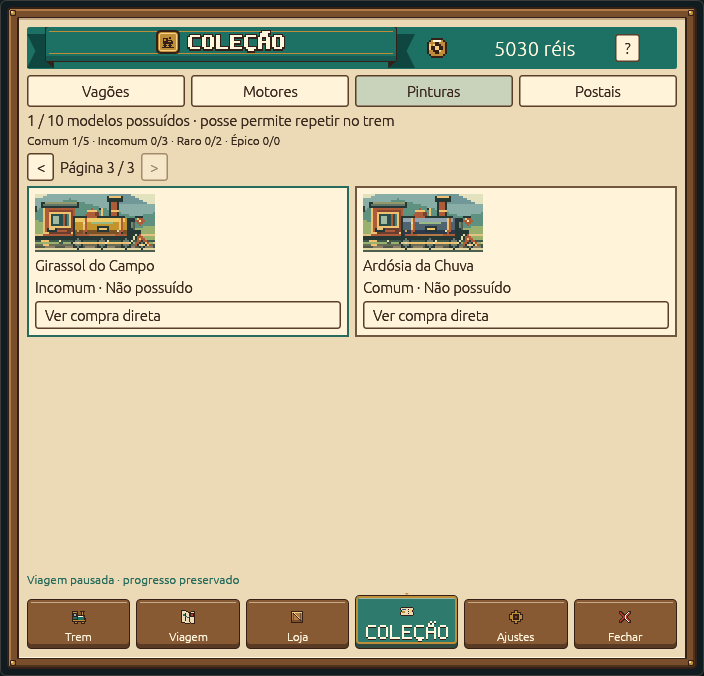 COLEÇÃO
5030 réis
?
Vagões
Motores
Pinturas
Postais
1 / 10 modelos possuídos · posse permite repetir no trem
Comum 1/5 · Incomum 0/3 · Raro 0/2 · Épico 0/0
< Página 3 / 3 >
Girassol do Campo
Incomum · Não possuído
Ver compra direta
Ardósia da Chuva
Comum · Não possuído
Ver compra direta
Viagem pausada · progresso preservado
Trem
Viagem
Loja
COLEÇÃO
Ajustes
Fechar